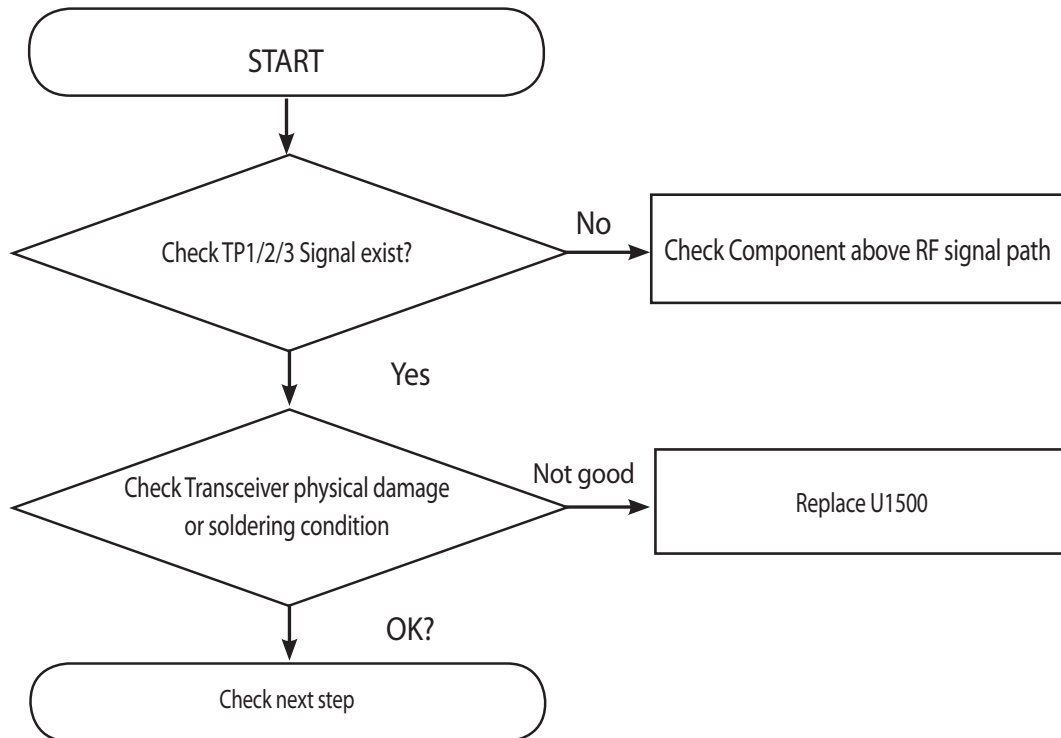 START
Check TP1/2/3 Signal exist?
No
Check Component above RF signal path
Yes
Check Transceiver physical damage
or soldering condition
Not good
Replace U1500
OK?
Check next step